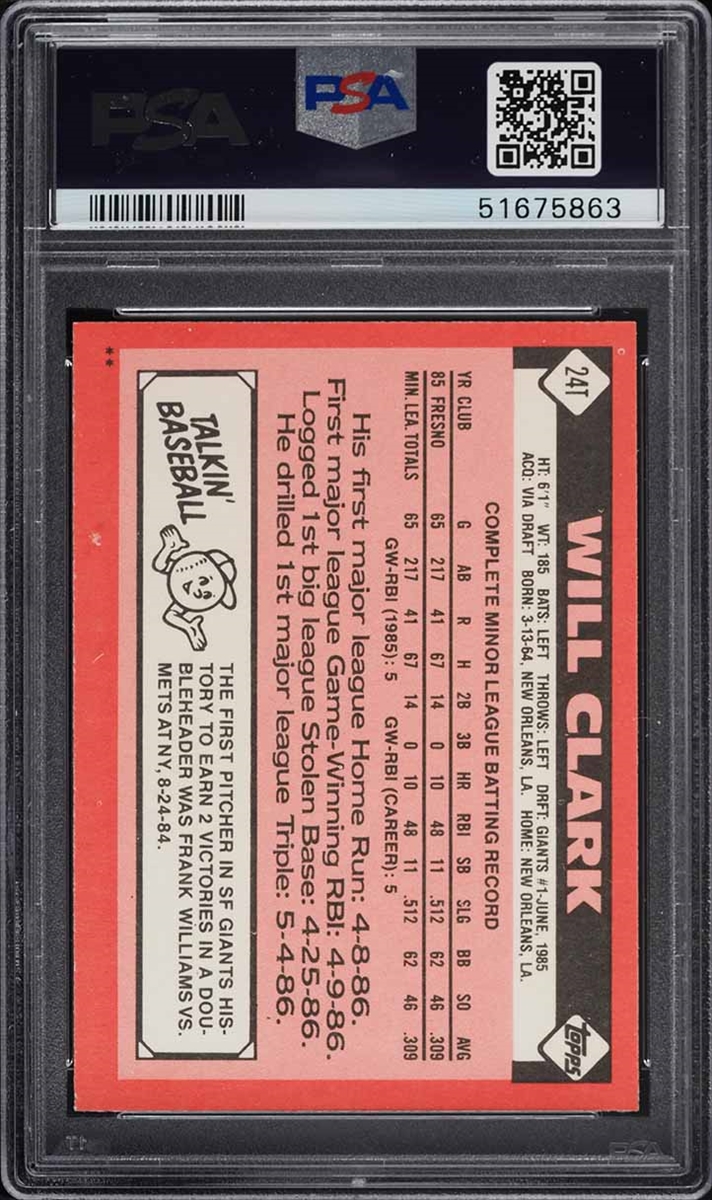 PSA
PSA
51675863
24T
WILL CLARK
topps
HT: 6'1" WT: 185 BATS: LEFT THROWS: LEFT DRFT: GIANTS #1-JUNE, 1985
ACQ: VIA DRAFT BORN: 3-13-64, NEW ORLEANS, LA. HOME: NEW ORLEANS, LA.
COMPLETE MINOR LEAGUE BATTING RECORD
YR CLUB G AB R H 2B 3B HR RBI SB SLG BB SO AVG
85 FRESNO 65 217 41 67 14 0 10 48 11 .512 62 46 .309
MIN. LEA. TOTALS 65 217 41 67 14 0 10 48 11 .512 62 46 .309
GW-RBI (1985): 5 GW-RBI (CAREER): 5
His first major league Home Run: 4-8-86.
First major league Game-Winning RBI: 4-9-86.
Logged 1st big league Stolen Base: 4-25-86.
He drilled 1st major league Triple: 5-4-86.
TALKIN'
BASEBALL
THE FIRST PITCHER IN SF GIANTS HIS-
TORY TO EARN 2 VICTORIES IN A DOU-
BLEHEADER WAS FRANK WILLIAMS VS.
METS AT NY, 8-24-84.
**
PSA